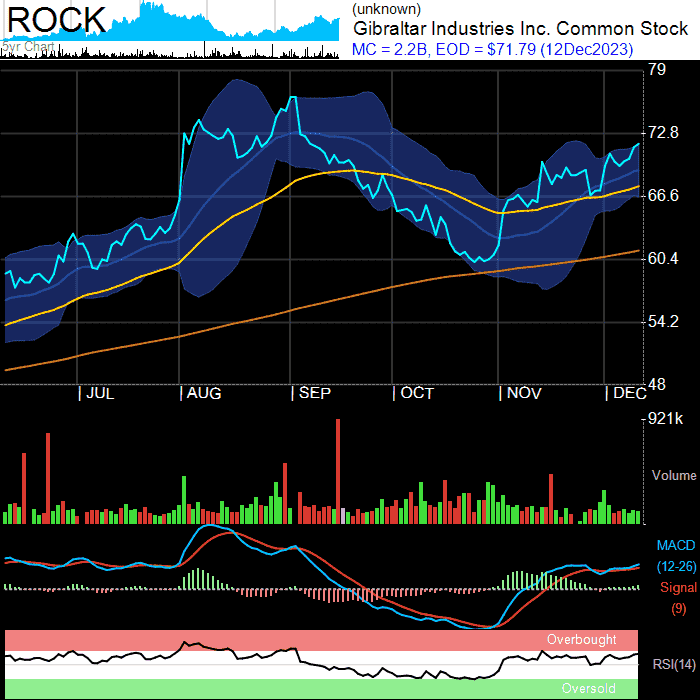 ROCK
5yr Chart
(unknown)
Gibraltar Industries Inc. Common Stock
MC = 2.2B, EOD = $71.79 (12Dec2023)
79
72.8
66.6
60.4
54.2
48
JUL AUG SEP OCT NOV DEC
921k
Volume
MACD
(12-26)
Signal
(9)
Overbought
RSI(14)
Oversold